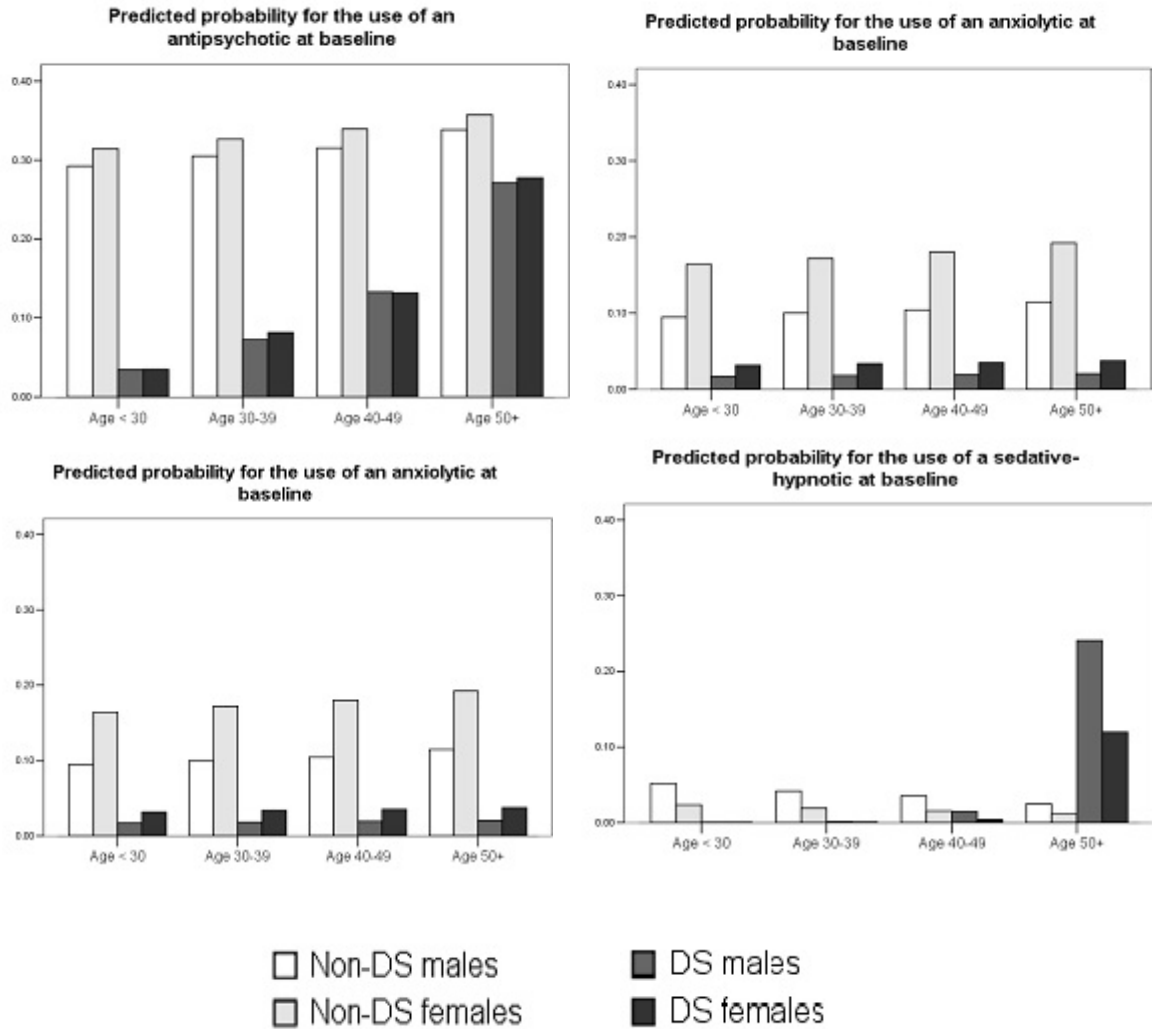 Predicted probability for the use of an
antipsychotic at baseline
0.40
0.30
0.20
0.10
0.00
Age < 30
Age 30-39
Age 40-49
Age 50+
Predicted probability for the use of an anxiolytic at
baseline
0.40
0.30
0.20
0.10
0.00
Age < 30
Age 30-39
Age 40-49
Age 50+
Predicted probability for the use of an anxiolytic at
baseline
0.40
0.30
0.20
0.10
0.00
Age < 30
Age 30-39
Age 40-49
Age 50+
Predicted probability for the use of a sedative-
hypnotic at baseline
0.40
0.30
0.20
0.10
0.00
Age < 30
Age 30-39
Age 40-49
Age 50+
Non-DS males
Non-DS females
DS males
DS females